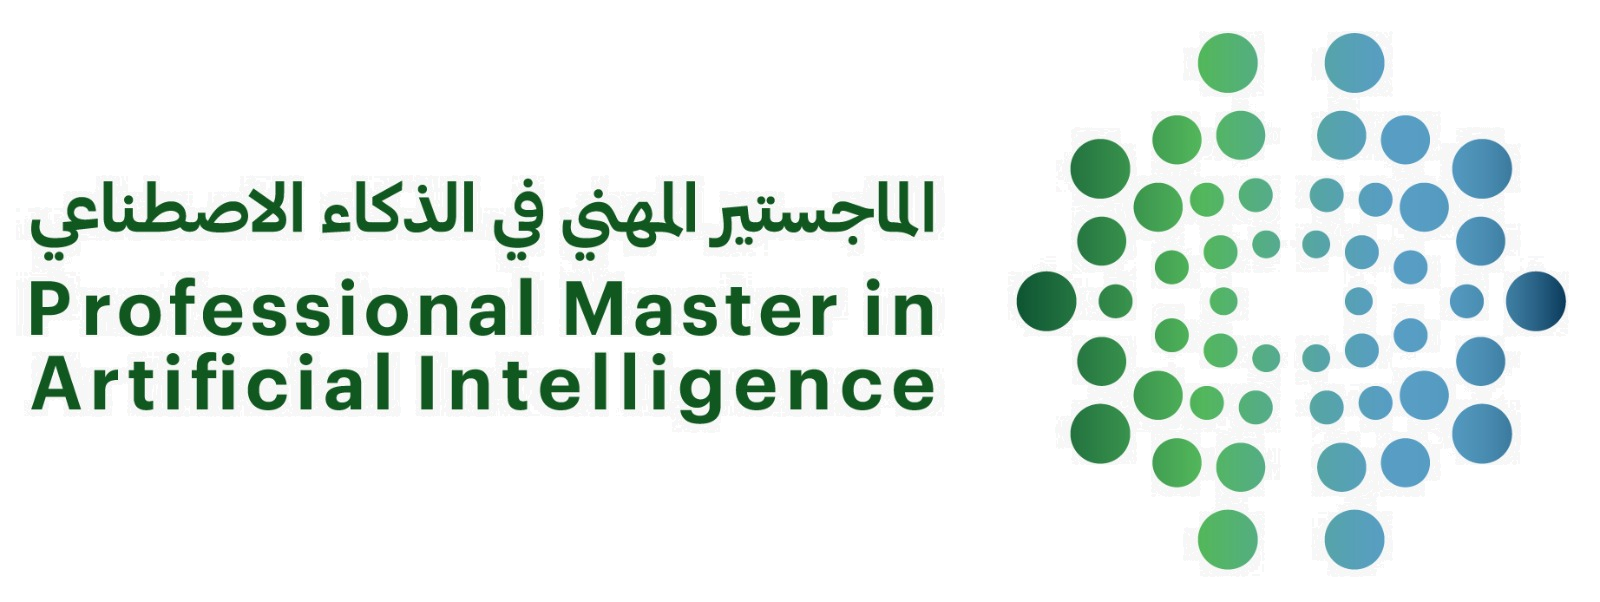 الماجستير المهني في الذكاء الاصطناعي
Professional Master in
Artificial Intelligence